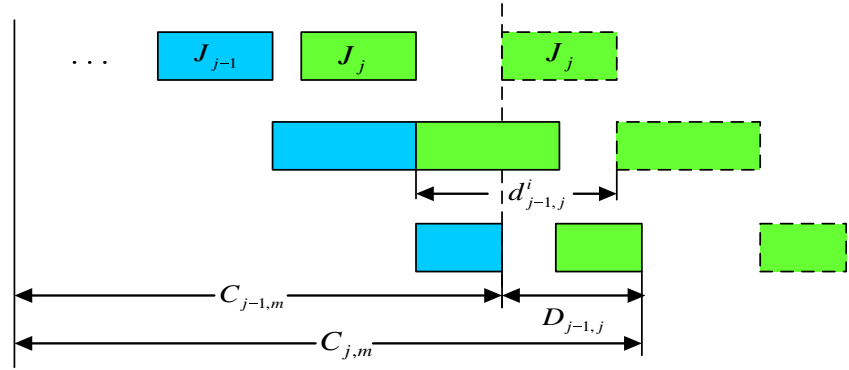 ... J_{j-1} J_j J_j
d^i_{j-1,j}
C_{j-1,m}
D_{j-1,j}
C_{j,m}